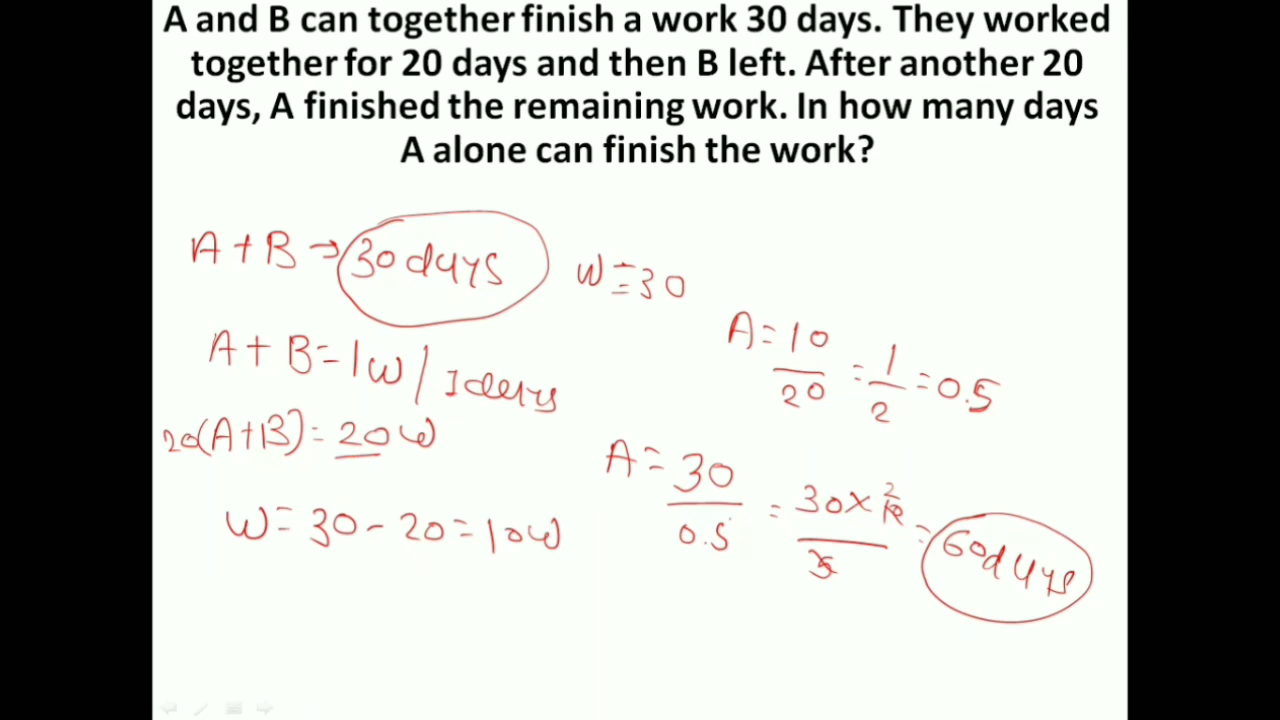 A and B can together finish a work 30 days. They worked
together for 20 days and then B left. After another 20
days, A finished the remaining work. In how many days
A alone can finish the work?
A + B → 30 days
W = 30
A + B = 1W / 1 days
20(A+B) = 20W
W = 30 - 20 = 10W
A = 10/20 = 1/2 = 0.5
A = 30/0.5 = 30 × 10 2/5 = 60 days